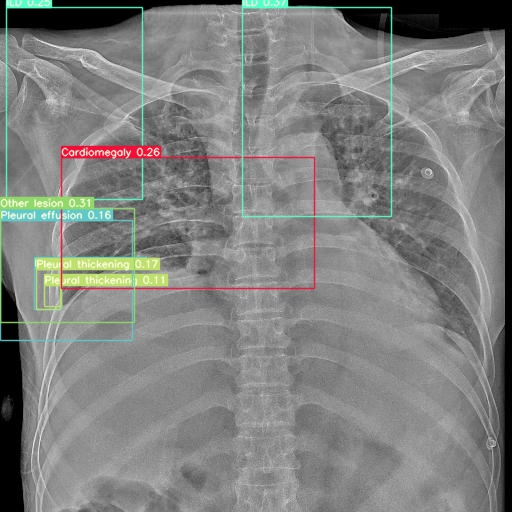 ILD 0.37
Cardiomegaly 0.26
Other lesion 0.31
Pleural effusion 0.16
Pleural thickening 0.17
Pleural thickening 0.11